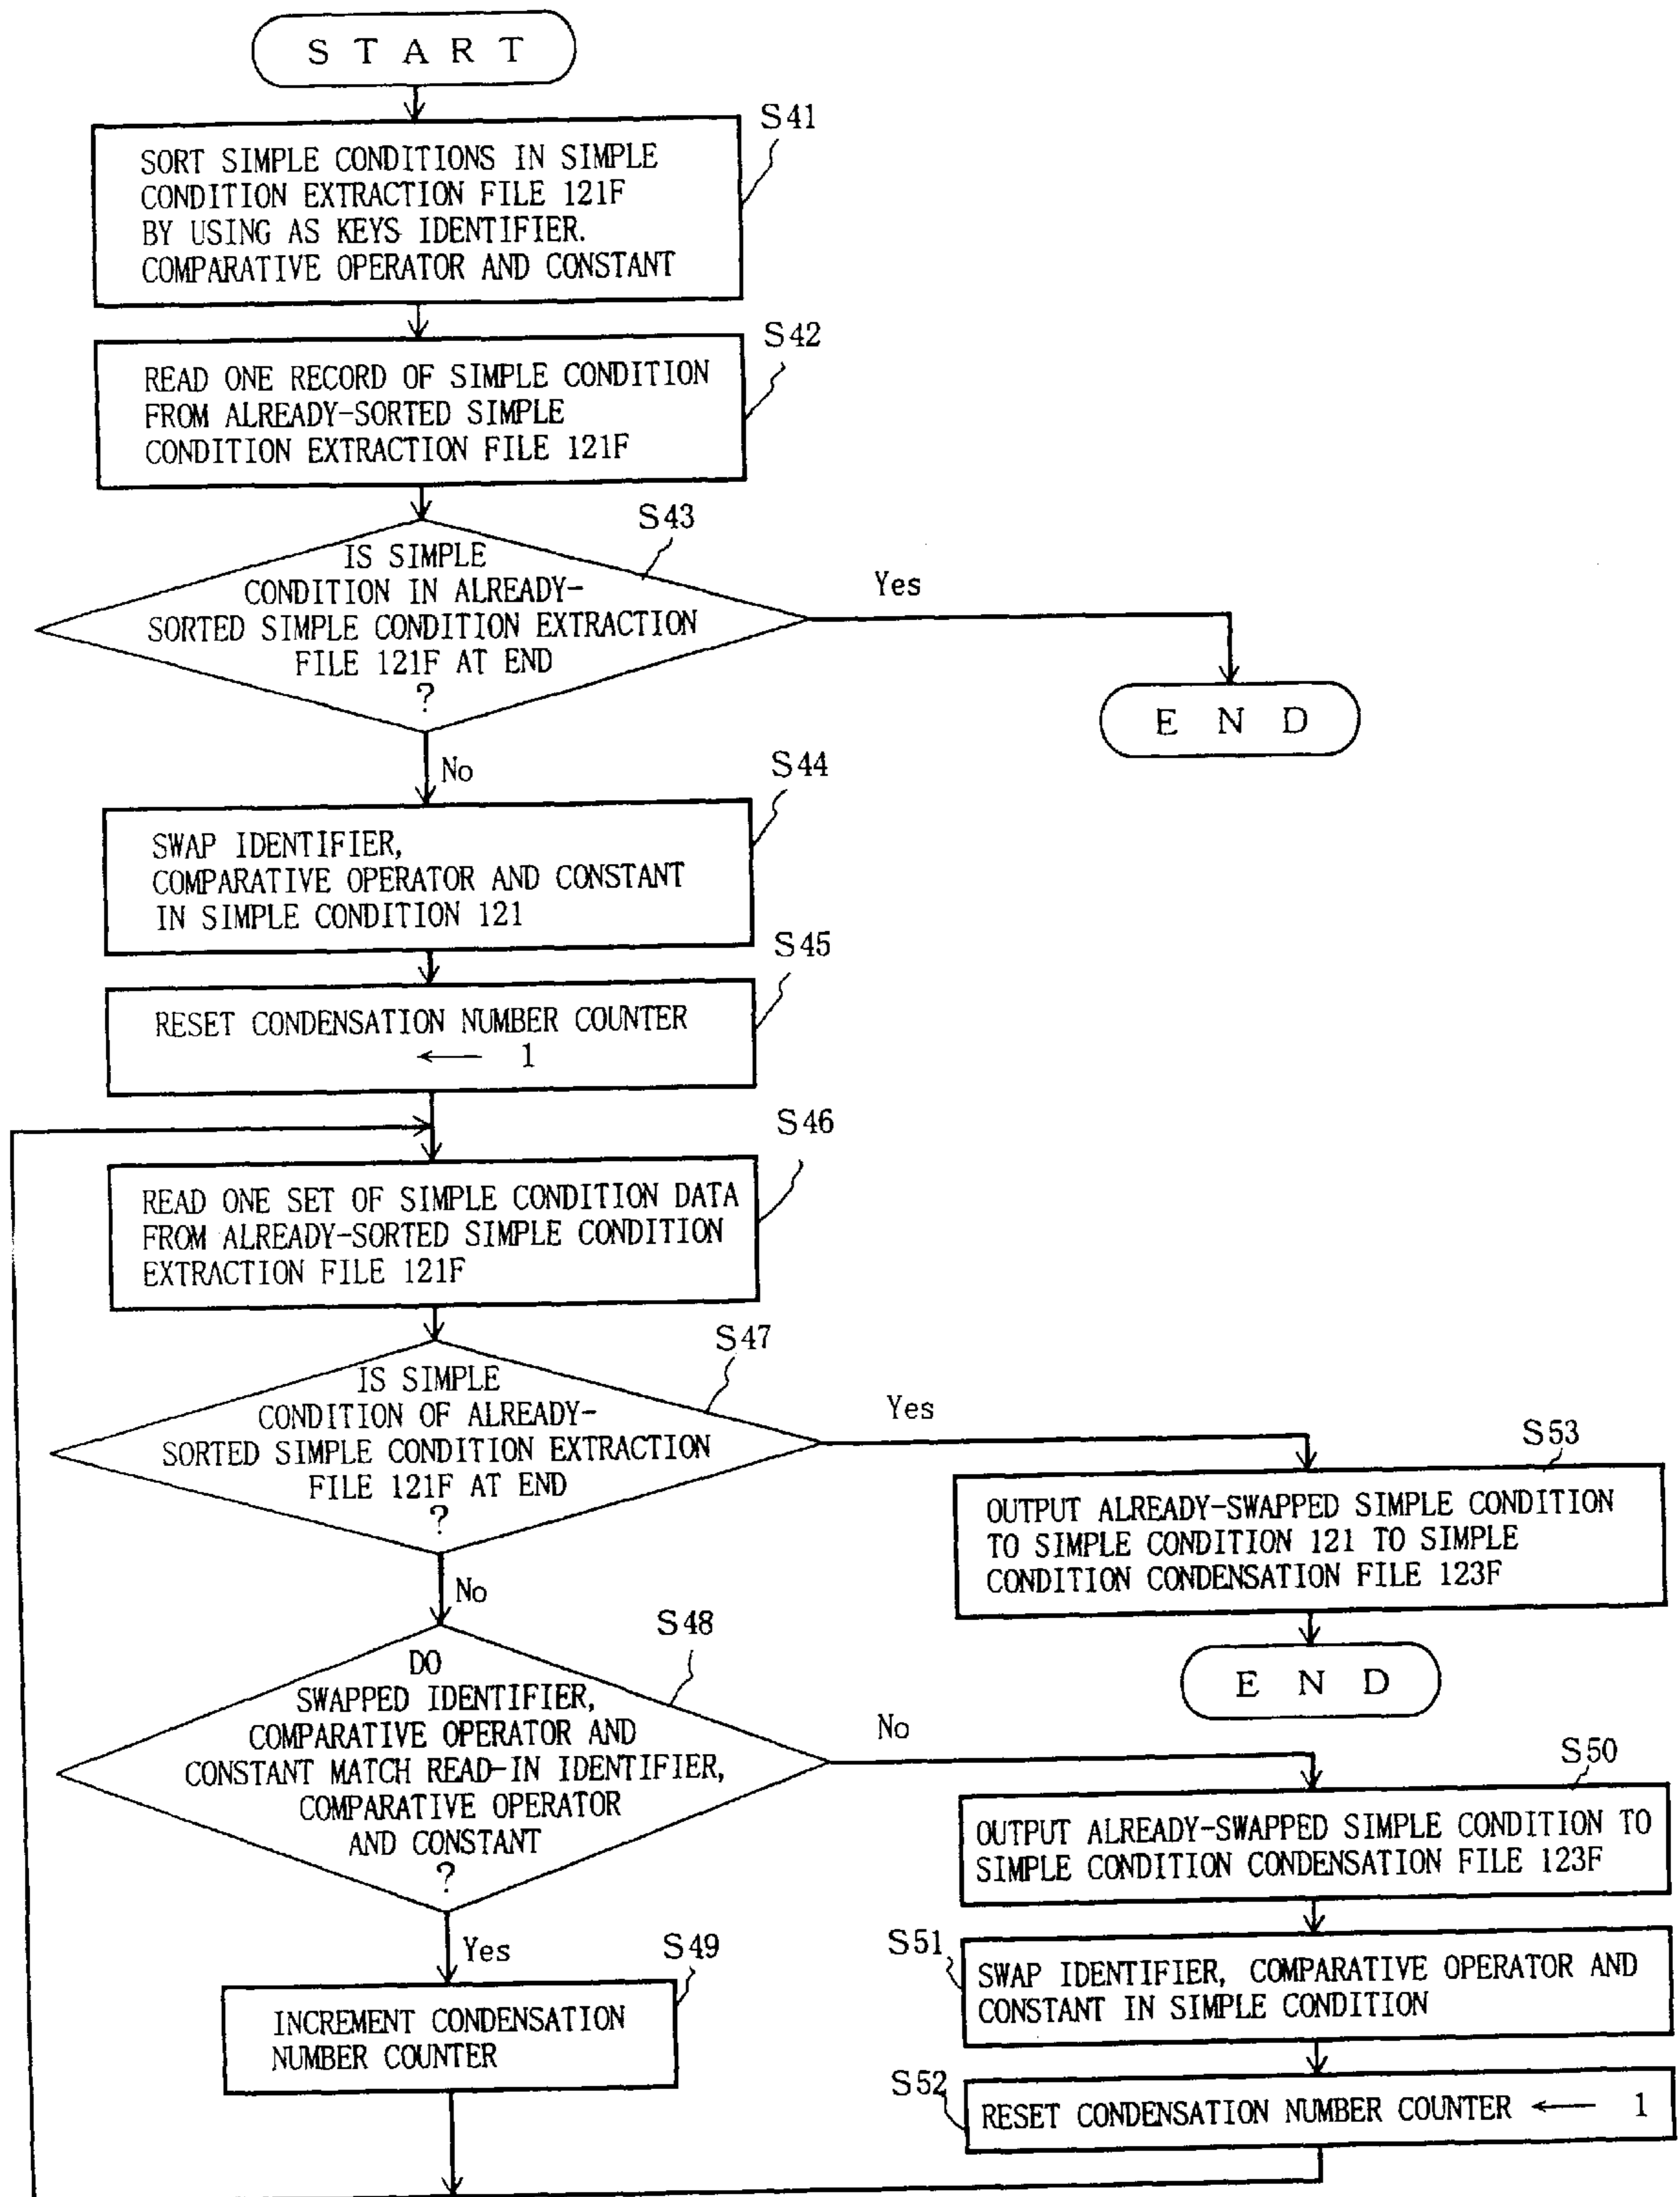 START
S41
SORT SIMPLE CONDITIONS IN SIMPLE
CONDITION EXTRACTION FILE 121F
BY USING AS KEYS IDENTIFIER.
COMPARATIVE OPERATOR AND CONSTANT
S42
READ ONE RECORD OF SIMPLE CONDITION
FROM ALREADY-SORTED SIMPLE
CONDITION EXTRACTION FILE 121F
S43
IS SIMPLE
CONDITION IN ALREADY-
SORTED SIMPLE CONDITION EXTRACTION
FILE 121F AT END
?
Yes
END
No
S44
SWAP IDENTIFIER,
COMPARATIVE OPERATOR AND CONSTANT
IN SIMPLE CONDITION 121
S45
RESET CONDENSATION NUMBER COUNTER
← 1
S46
READ ONE SET OF SIMPLE CONDITION DATA
FROM ALREADY-SORTED SIMPLE CONDITION
EXTRACTION FILE 121F
S47
IS SIMPLE
CONDITION OF ALREADY-
SORTED SIMPLE CONDITION EXTRACTION
FILE 121F AT END
?
Yes
S53
OUTPUT ALREADY-SWAPPED SIMPLE CONDITION
TO SIMPLE CONDITION 121 TO SIMPLE
CONDITION CONDENSATION FILE 123F
END
No
S48
DO
SWAPPED IDENTIFIER,
COMPARATIVE OPERATOR AND
CONSTANT MATCH READ-IN IDENTIFIER,
COMPARATIVE OPERATOR
AND CONSTANT
?
No
S50
OUTPUT ALREADY-SWAPPED SIMPLE CONDITION TO
SIMPLE CONDITION CONDENSATION FILE 123F
Yes
S49
INCREMENT CONDENSATION
NUMBER COUNTER
S51
SWAP IDENTIFIER, COMPARATIVE OPERATOR AND
CONSTANT IN SIMPLE CONDITION
S52
RESET CONDENSATION NUMBER COUNTER ← 1